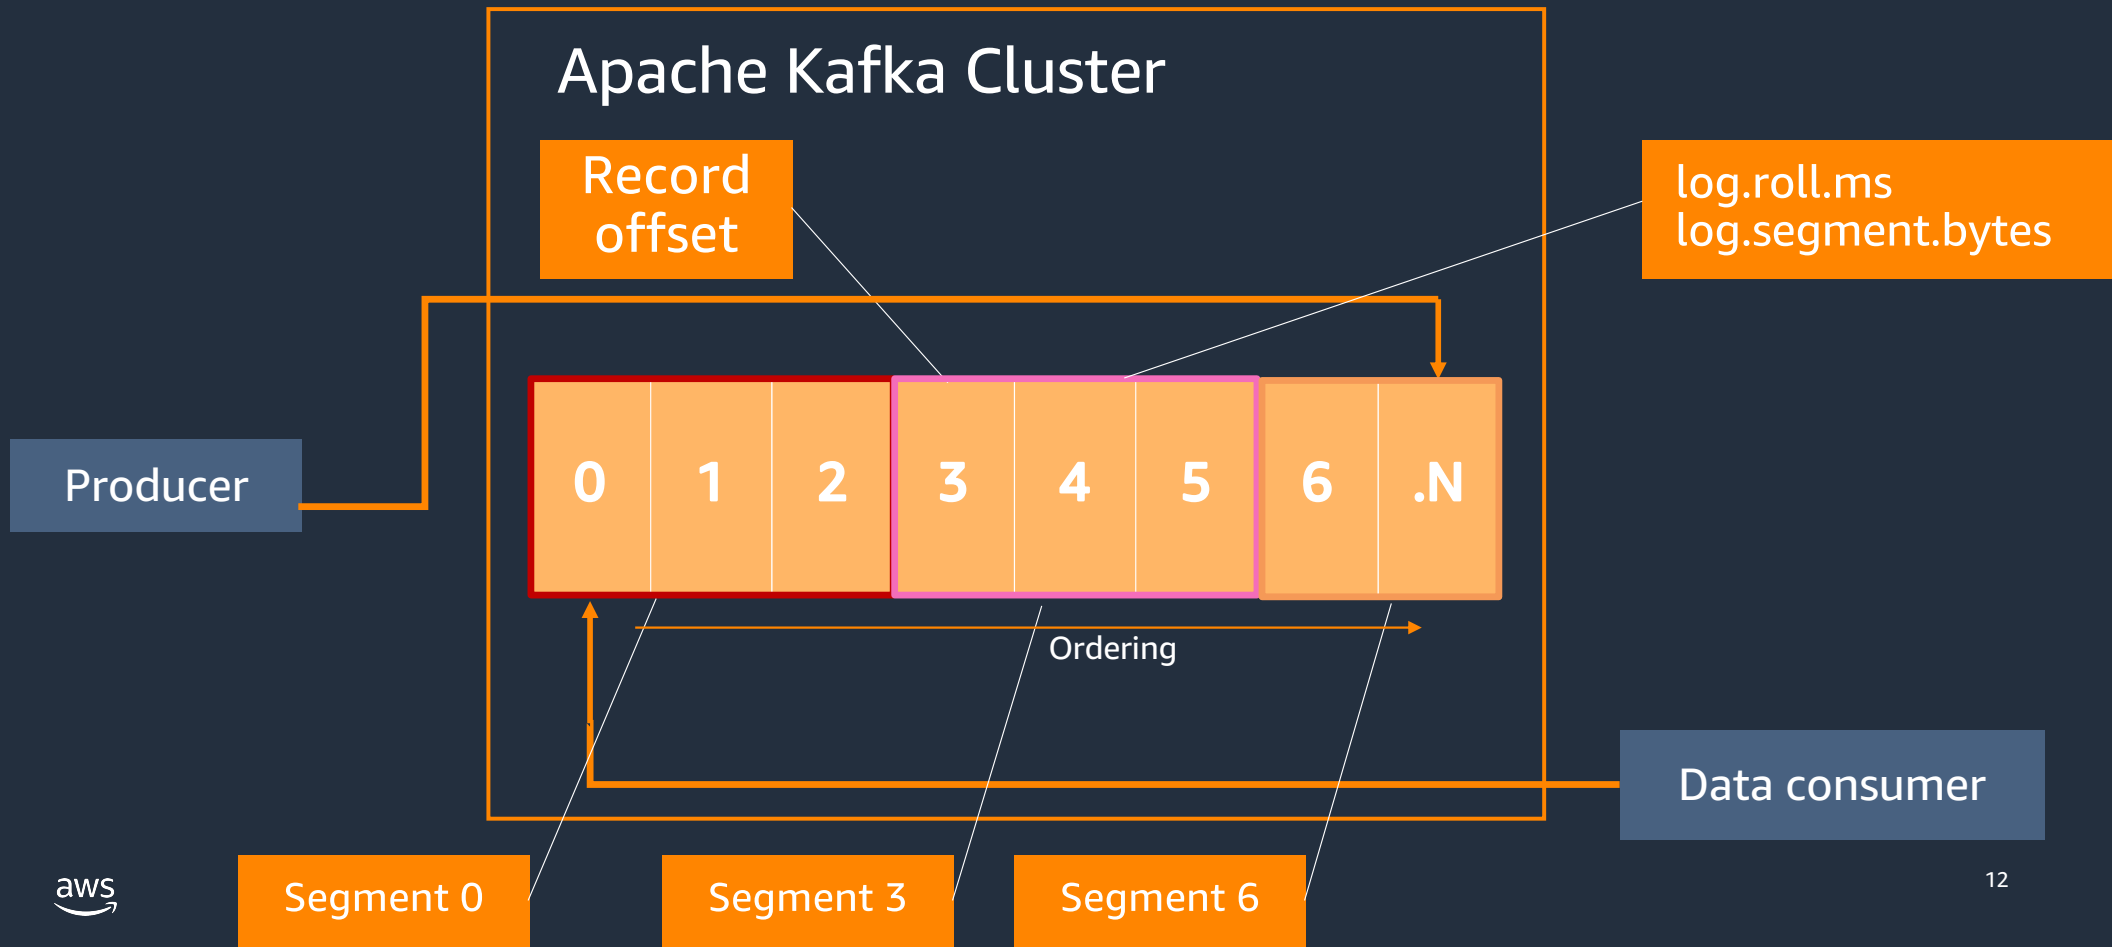 Apache Kafka Cluster
Record
offset
log.roll.ms
log.segment.bytes
Producer
0 1 2 3 4 5 6 .N
Ordering
Data consumer
Segment 0
Segment 3
Segment 6
aws
12